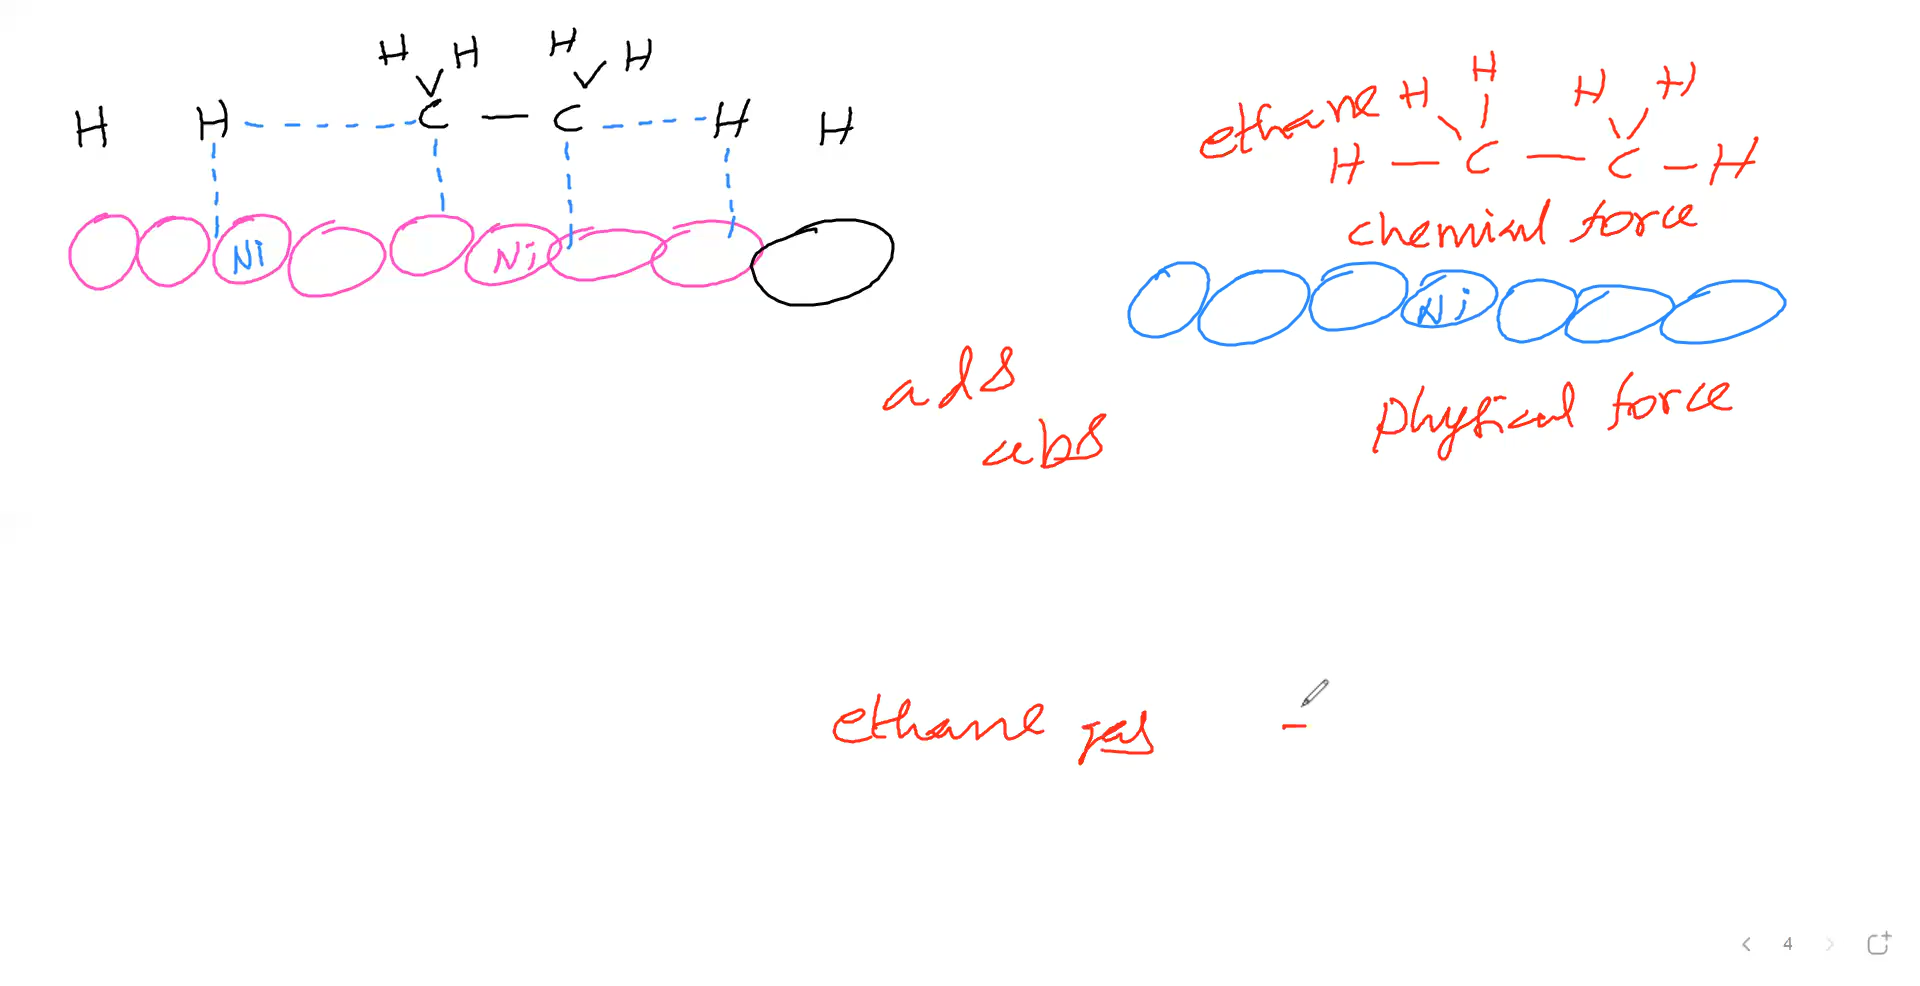 H H H H
H H C — C H H
Ni Ni
ethane H H H H
H — C — C — H
chemical force
Ni
physical force
ads
abs
ethane gas -
4